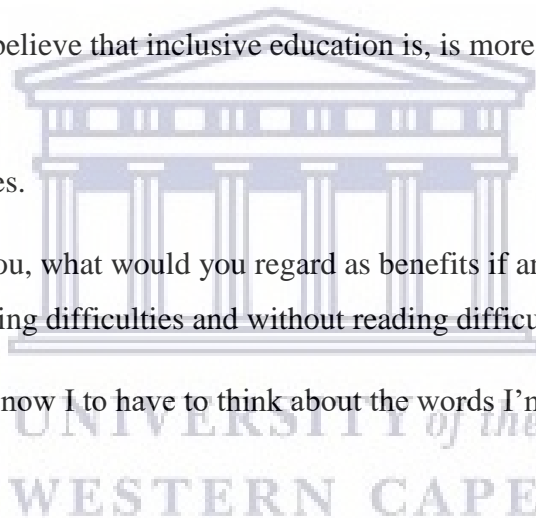 believe that inclusive education is, is more
es.
ou, what would you regard as benefits if an
ing difficulties and without reading difficu
now I to have to think about the words I'm
UNIVERSITY of the
WESTERN CAPE